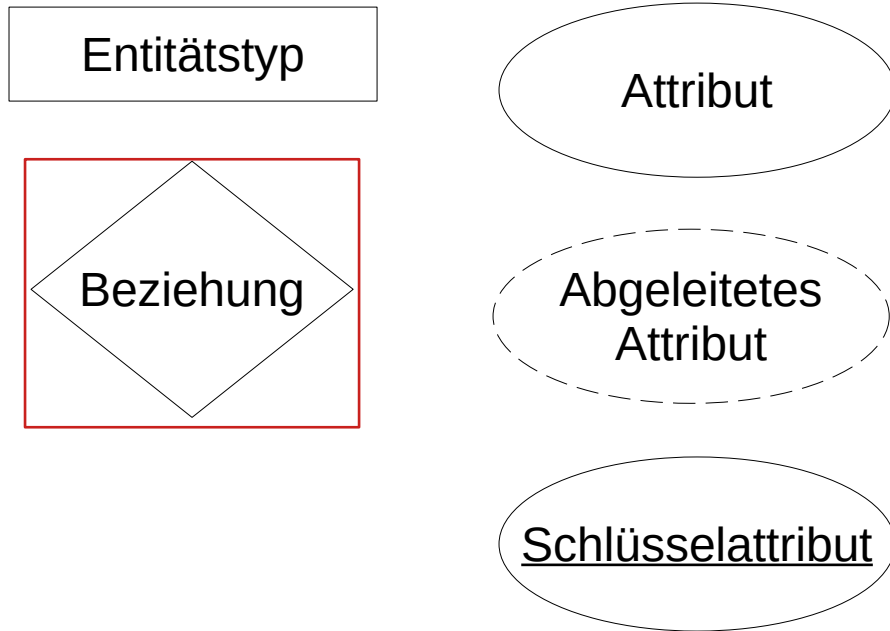 Entitätstyp
Attribut
Beziehung
Abgeleitetes
Attribut
Schlüsselattribut